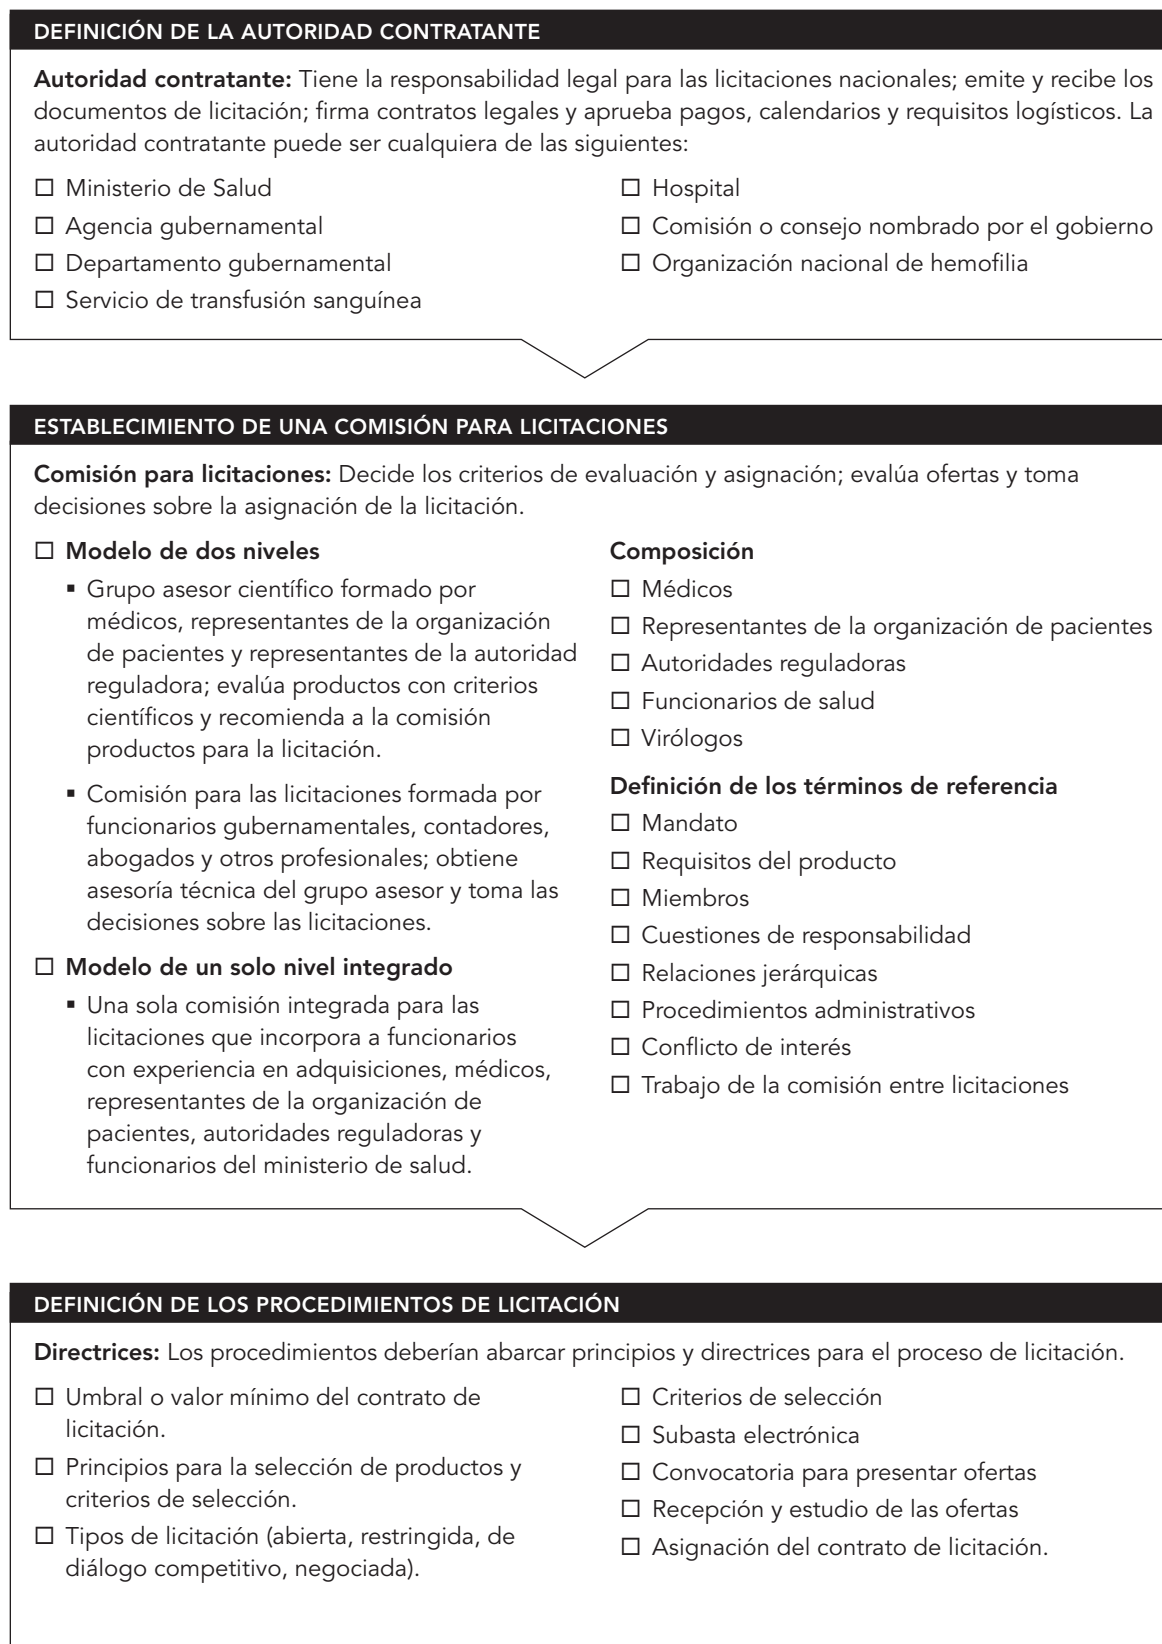 DEFINICIÓN DE LA AUTORIDAD CONTRATANTE
Autoridad contratante: Tiene la responsabilidad legal para las licitaciones nacionales; emite y recibe los
documentos de licitación; firma contratos legales y aprueba pagos, calendarios y requisitos logísticos. La
autoridad contratante puede ser cualquiera de las siguientes:
☐ Ministerio de Salud
☐ Agencia gubernamental
☐ Departamento gubernamental
☐ Servicio de transfusión sanguínea
☐ Hospital
☐ Comisión o consejo nombrado por el gobierno
☐ Organización nacional de hemofilia
ESTABLECIMIENTO DE UNA COMISIÓN PARA LICITACIONES
Comisión para licitaciones: Decide los criterios de evaluación y asignación; evalúa ofertas y toma
decisiones sobre la asignación de la licitación.
☐ Modelo de dos niveles
▪ Grupo asesor científico formado por
médicos, representantes de la organización
de pacientes y representantes de la autoridad
reguladora; evalúa productos con criterios
científicos y recomienda a la comisión
productos para la licitación.
▪ Comisión para las licitaciones formada por
funcionarios gubernamentales, contadores,
abogados y otros profesionales; obtiene
asesoría técnica del grupo asesor y toma las
decisiones sobre las licitaciones.
☐ Modelo de un solo nivel integrado
▪ Una sola comisión integrada para las
licitaciones que incorpora a funcionarios
con experiencia en adquisiciones, médicos,
representantes de la organización de
pacientes, autoridades reguladoras y
funcionarios del ministerio de salud.
Composición
☐ Médicos
☐ Representantes de la organización de pacientes
☐ Autoridades reguladoras
☐ Funcionarios de salud
☐ Virólogos
Definición de los términos de referencia
☐ Mandato
☐ Requisitos del producto
☐ Miembros
☐ Cuestiones de responsabilidad
☐ Relaciones jerárquicas
☐ Procedimientos administrativos
☐ Conflicto de interés
☐ Trabajo de la comisión entre licitaciones
DEFINICIÓN DE LOS PROCEDIMIENTOS DE LICITACIÓN
Directrices: Los procedimientos deberían abarcar principios y directrices para el proceso de licitación.
☐ Umbral o valor mínimo del contrato de
licitación.
☐ Principios para la selección de productos y
criterios de selección.
☐ Tipos de licitación (abierta, restringida, de
diálogo competitivo, negociada).
☐ Criterios de selección
☐ Subasta electrónica
☐ Convocatoria para presentar ofertas
☐ Recepción y estudio de las ofertas
☐ Asignación del contrato de licitación.